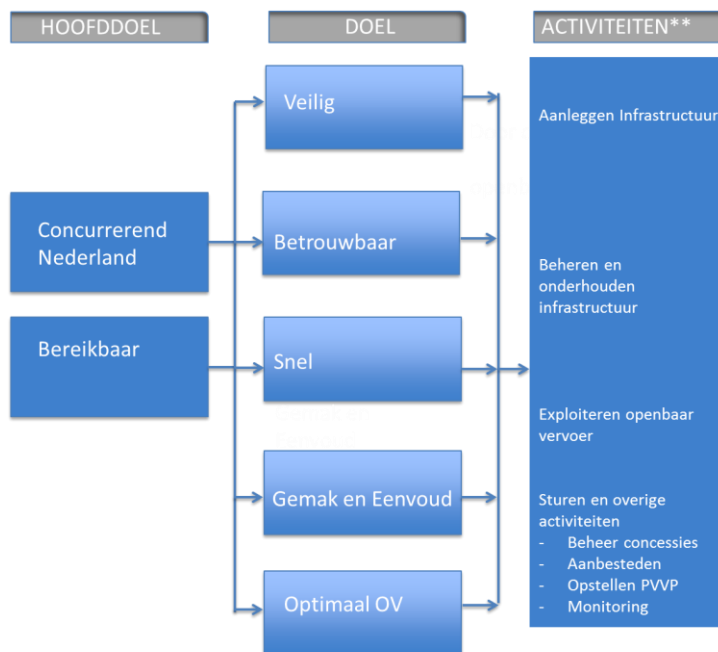 HOOFDDOEL
DOEL
ACTIVITEITEN**
Concurrerend
Nederland
Bereikbaar
Veilig
Betrouwbaar
Snel
Gemak en Eenvoud
Optimaal OV
Aanleggen Infrastructuur
Beheren en
onderhouden
infrastructuur
Exploiteren openbaar
vervoer
Sturen en overige
activiteiten
- Beheer concessies
- Aanbesteden
- Opstellen PVVP
- Monitoring